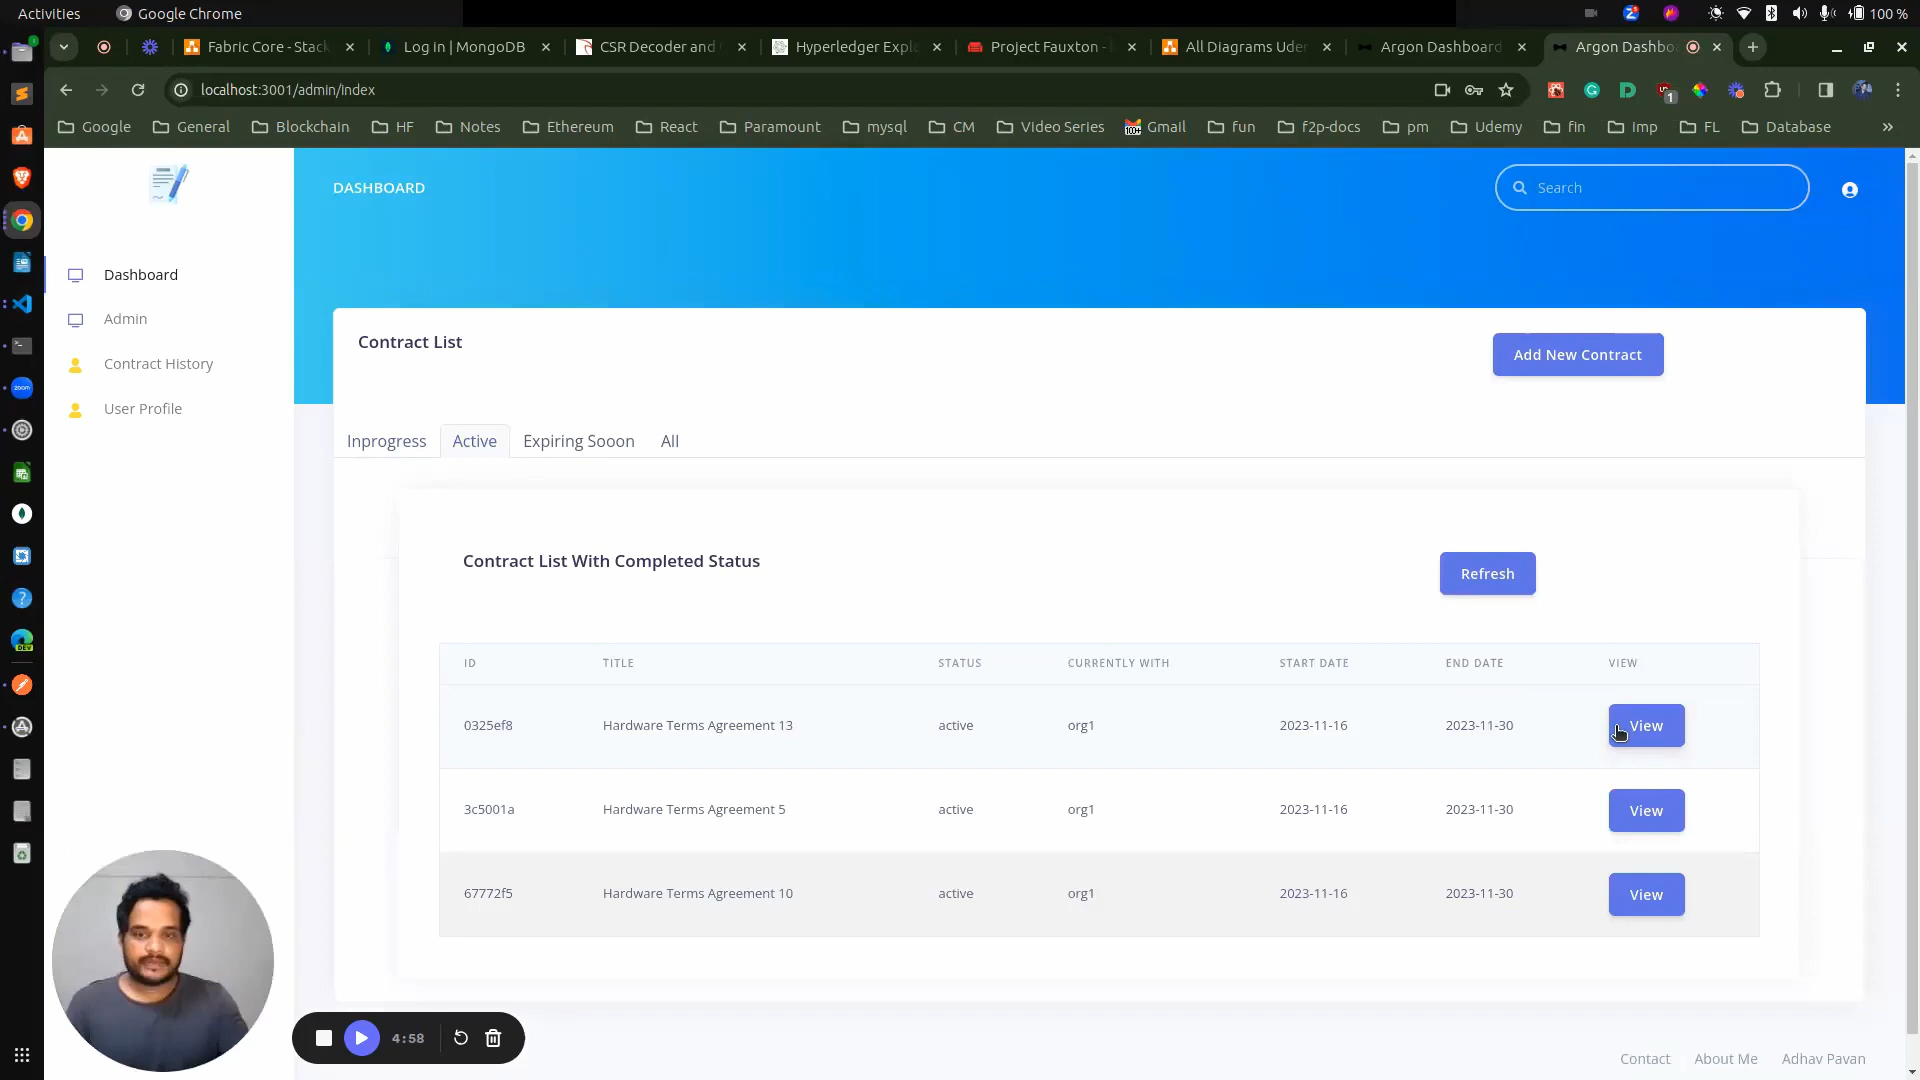 Activities Google Chrome 100 %
Fabric Core - Stack Log in | MongoDB CSR Decoder and Hyperledger Explo Project Fauxton - All Diagrams Uder Argon Dashboard Argon Dashbo
localhost:3001/admin/index 1
Google General Blockchain HF Notes Ethereum React Paramount mysql CM Video Series Gmail fun f2p-docs pm Udemy fin Imp FL Database »
DASHBOARD Search
Dashboard
Admin
Contract History
User Profile
Contract List Add New Contract
Inprogress Active Expiring Sooon All
Contract List With Completed Status Refresh
ID TITLE STATUS CURRENTLY WITH START DATE END DATE VIEW
0325ef8 Hardware Terms Agreement 13 active org1 2023-11-16 2023-11-30 View
3c5001a Hardware Terms Agreement 5 active org1 2023-11-16 2023-11-30 View
67772f5 Hardware Terms Agreement 10 active org1 2023-11-16 2023-11-30 View
4:58
Contact About Me Adhav Pavan